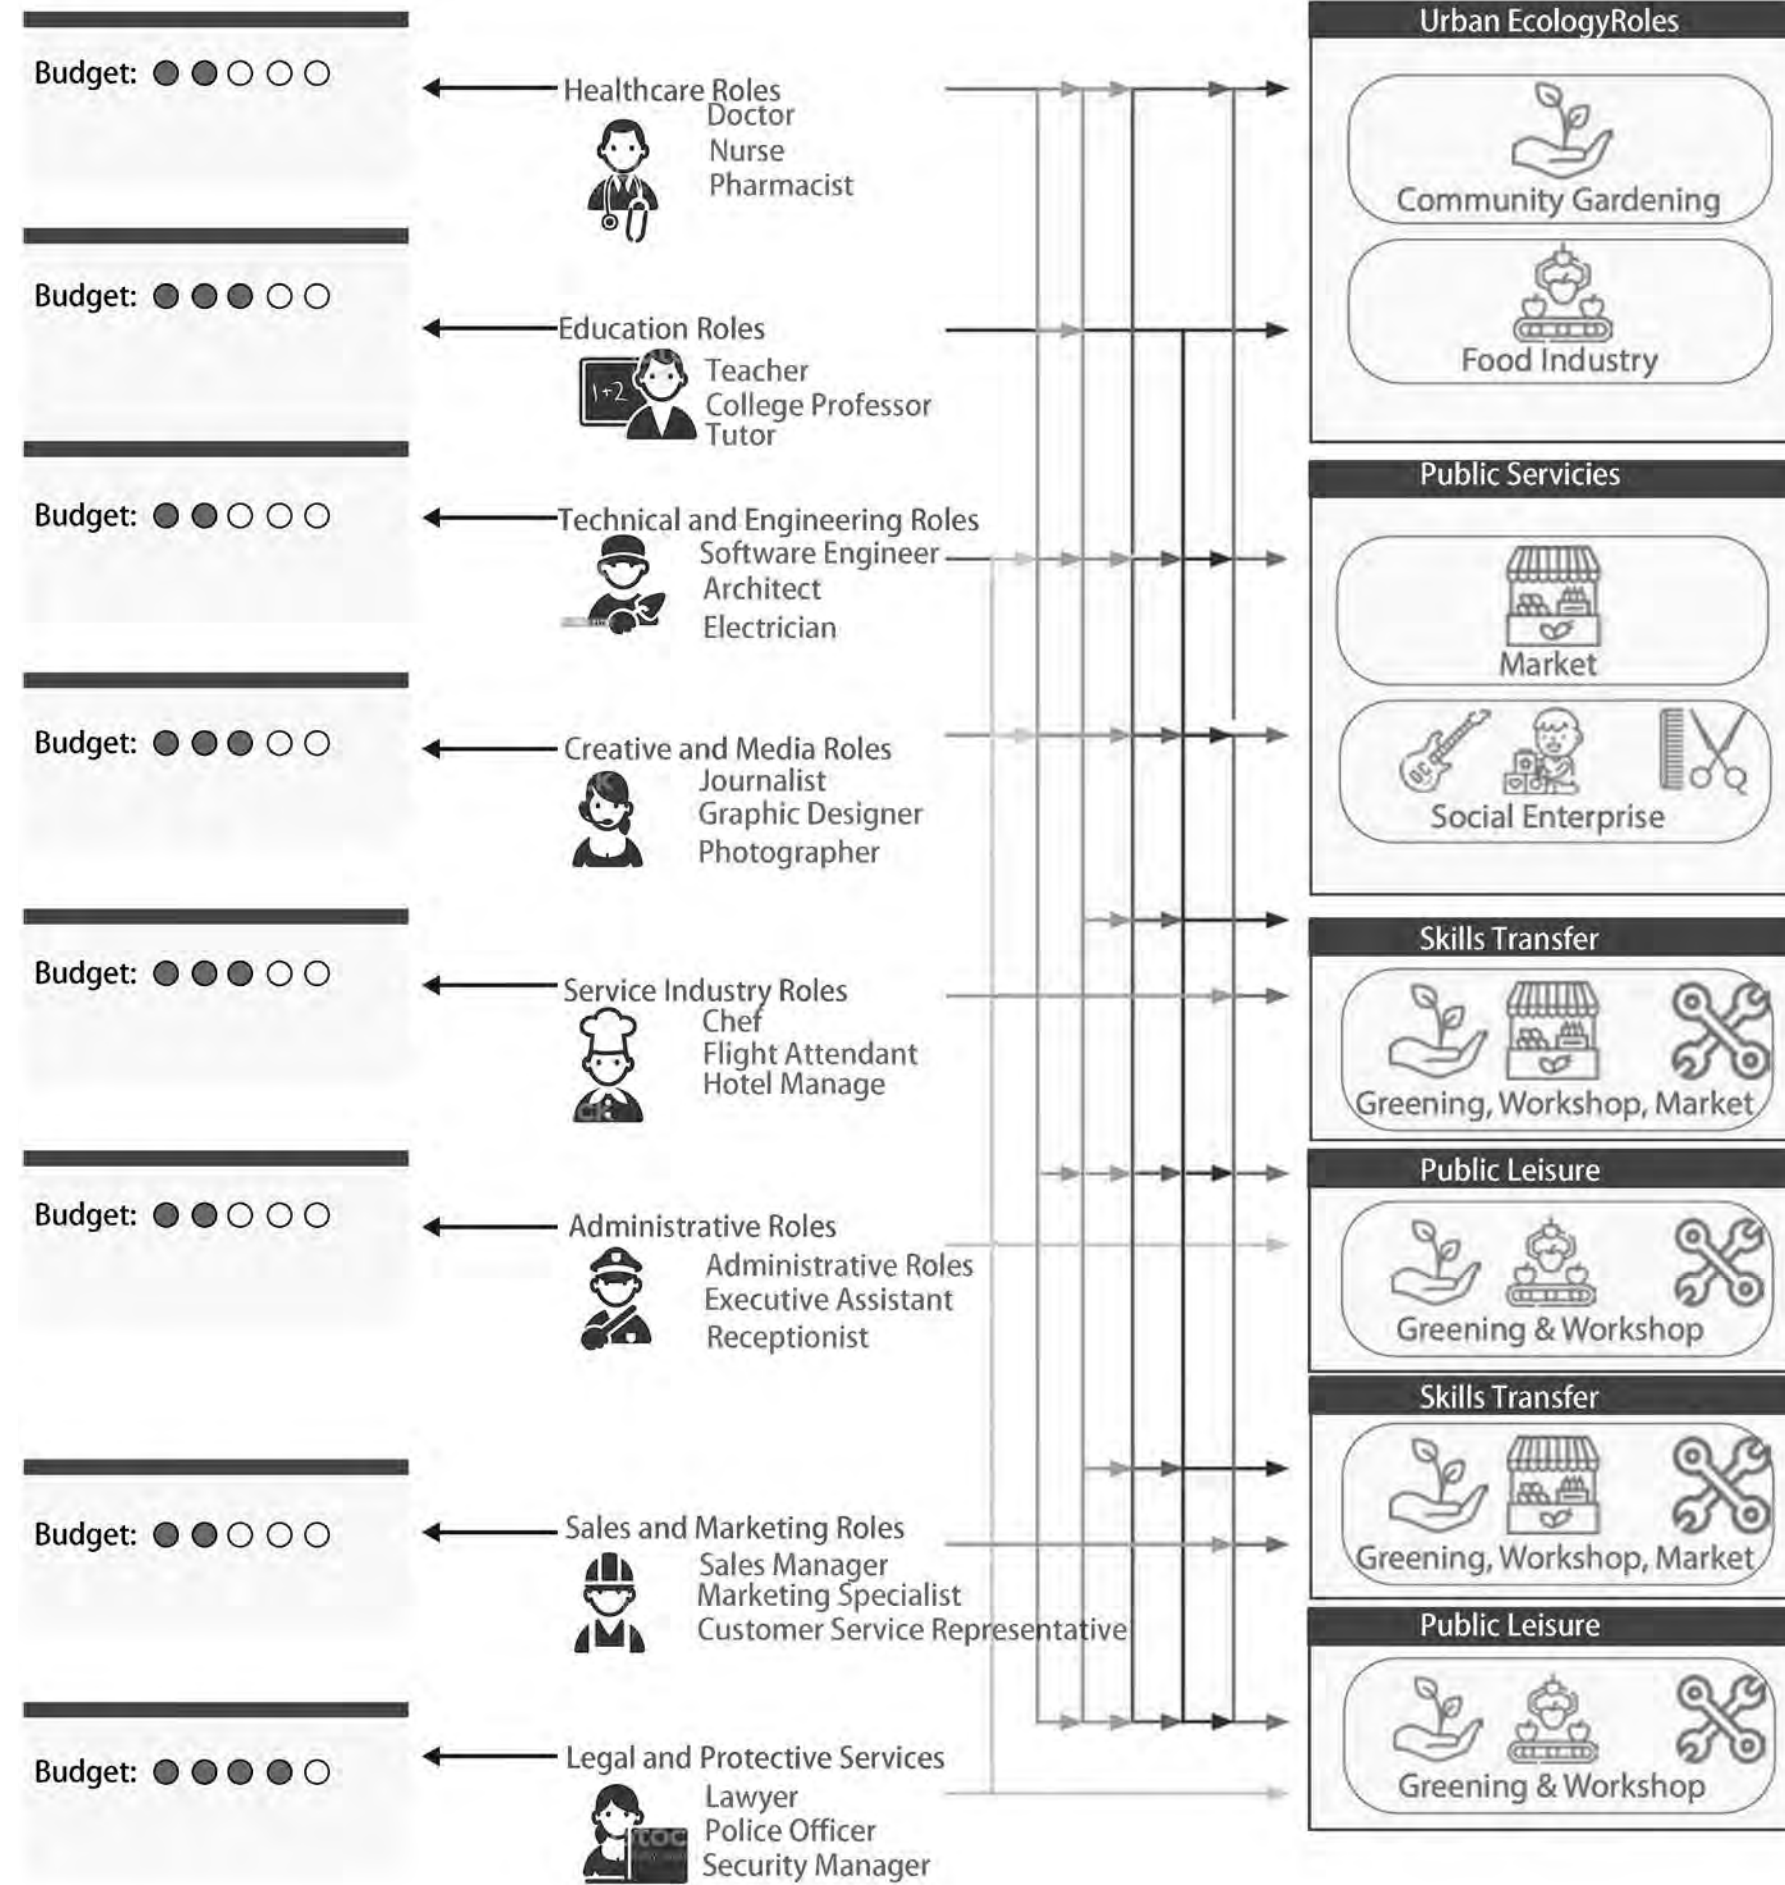 Budget:
Healthcare Roles
Doctor
Nurse
Pharmacist
Budget:
Education Roles
1+2
Teacher
College Professor
Tutor
Budget:
Technical and Engineering Roles
Software Engineer
Architect
Electrician
Budget:
Creative and Media Roles
Journalist
Graphic Designer
Photographer
Budget:
Service Industry Roles
Chef
Flight Attendant
Hotel Manage
Budget:
Administrative Roles
Administrative Roles
Executive Assistant
Receptionist
Budget:
Sales and Marketing Roles
Sales Manager
Marketing Specialist
Customer Service Representative
Budget:
Legal and Protective Services
Lawyer
Police Officer
Security Manager
Urban EcologyRoles
Community Gardening
Food Industry
Public Servicies
Market
Social Enterprise
Skills Transfer
Greening, Workshop, Market
Public Leisure
Greening & Workshop
Skills Transfer
Greening, Workshop, Market
Public Leisure
Greening & Workshop